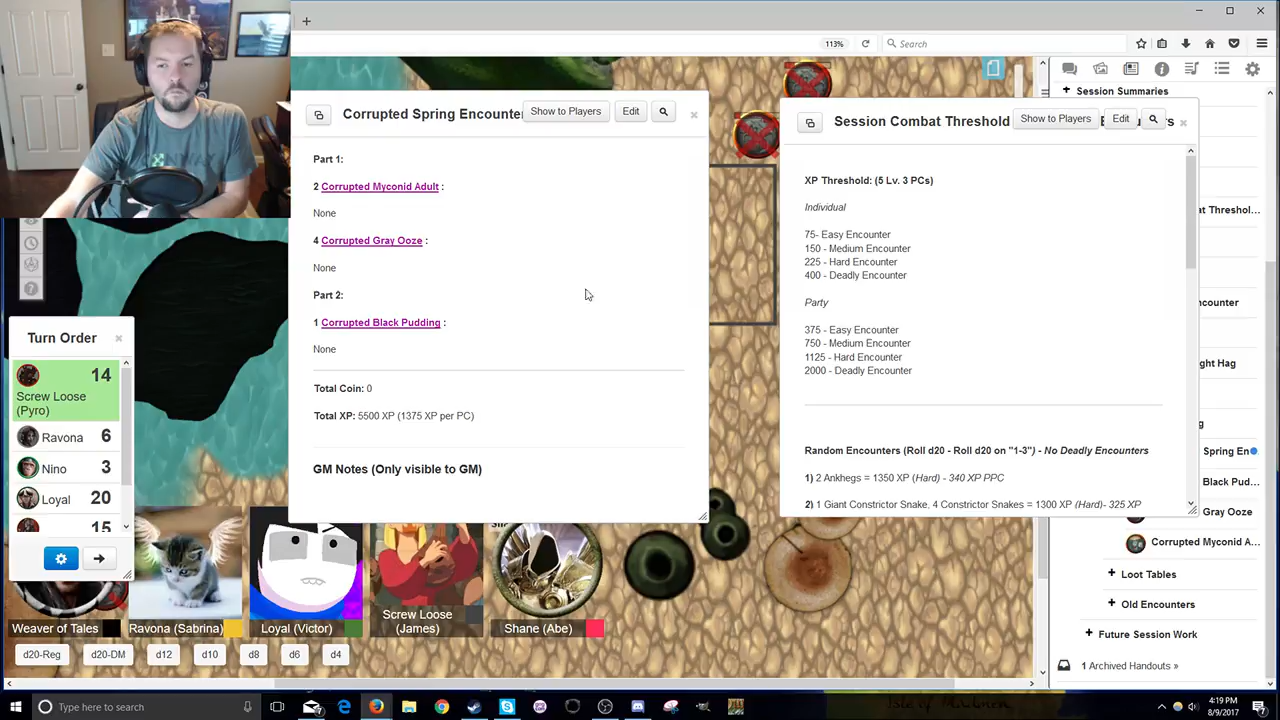 113%
Search
Corrupted Spring Encounter
Show to Players
Edit
Part 1:
2 Corrupted Myconid Adult :
None
4 Corrupted Gray Ooze :
None
Part 2:
1 Corrupted Black Pudding :
None
Total Coin: 0
Total XP: 5500 XP (1375 XP per PC)
GM Notes (Only visible to GM)
Session Combat Threshold
Show to Players
Edit
XP Threshold: (5 Lv. 3 PCs)
Individual
75- Easy Encounter
150 - Medium Encounter
225 - Hard Encounter
400 - Deadly Encounter
Party
375 - Easy Encounter
750 - Medium Encounter
1125 - Hard Encounter
2000 - Deadly Encounter
Random Encounters (Roll d20 - Roll d20 on "1-3") - No Deadly Encounters
1) 2 Ankhegs = 1350 XP (Hard) - 340 XP PPC
2) 1 Giant Constrictor Snake, 4 Constrictor Snakes = 1300 XP (Hard)- 325 XP
Session Summaries
t Threshol...
counter
ght Hag
Spring En
Black Pud...
Gray Ooze
Corrupted Myconid A...
Loot Tables
Old Encounters
Future Session Work
1 Archived Handouts »
Turn Order
14
Screw Loose
(Pyro)
Ravona 6
Nino 3
Loyal 20
15
Weaver of Tales
Ravona (Sabrina)
Loyal (Victor)
Screw Loose
(James)
Shane (Abe)
d20-Reg
d20-DM
d12
d10
d8
d6
d4
Type here to search
4:19 PM
8/9/2017